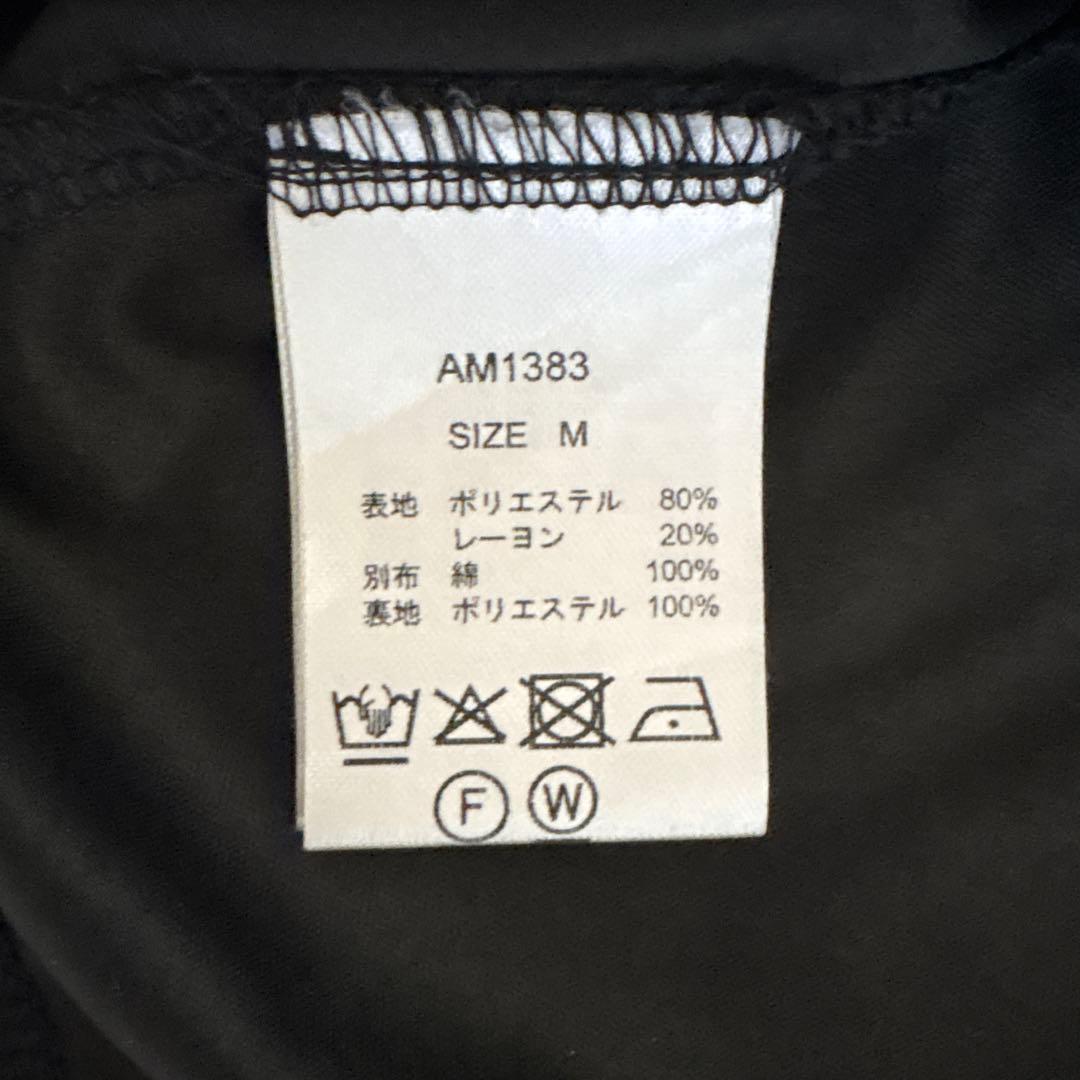 AM1383
SIZE M
表地 ポリエステル 80%
レーヨン 20%
別布 綿 100%
裏地 ポリエステル 100%
F W